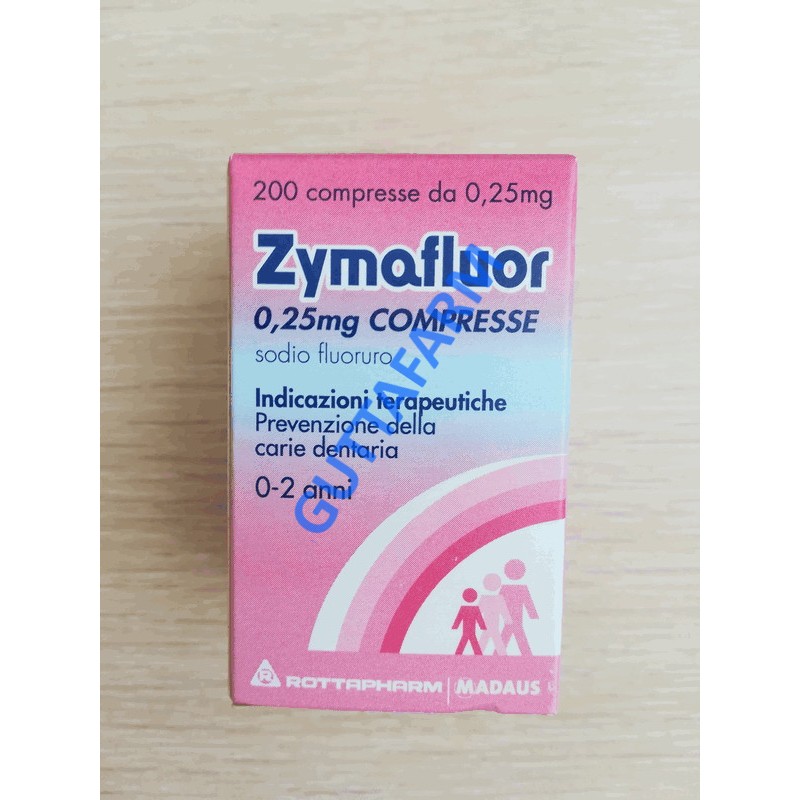 200 compresse da 0,25mg
Zymafluor
0,25mg COMPRESSE
sodio fluoruro
Indicazioni terapeutiche
Prevenzione della
carie dentaria
0-2 anni
GUTTAFARM
R ROTTAPHARM | MADAUS